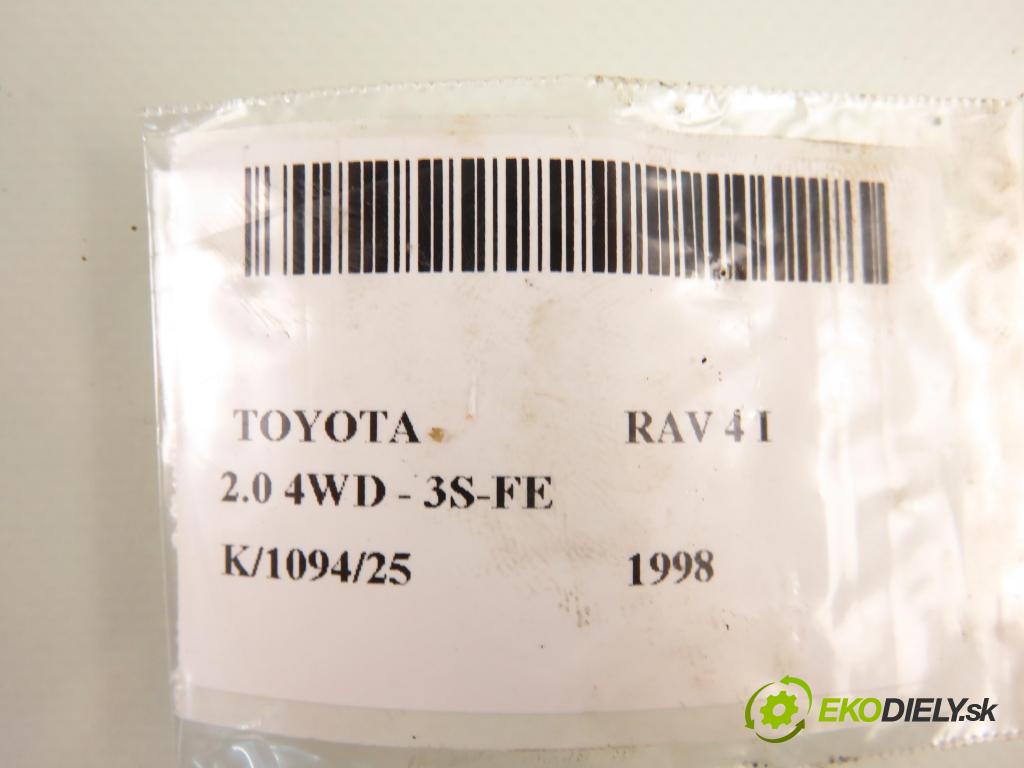 TOYOTA RAV 4 I
2.0 4WD - 3S-FE
K/1094/25 1998
EKODIELY.sk